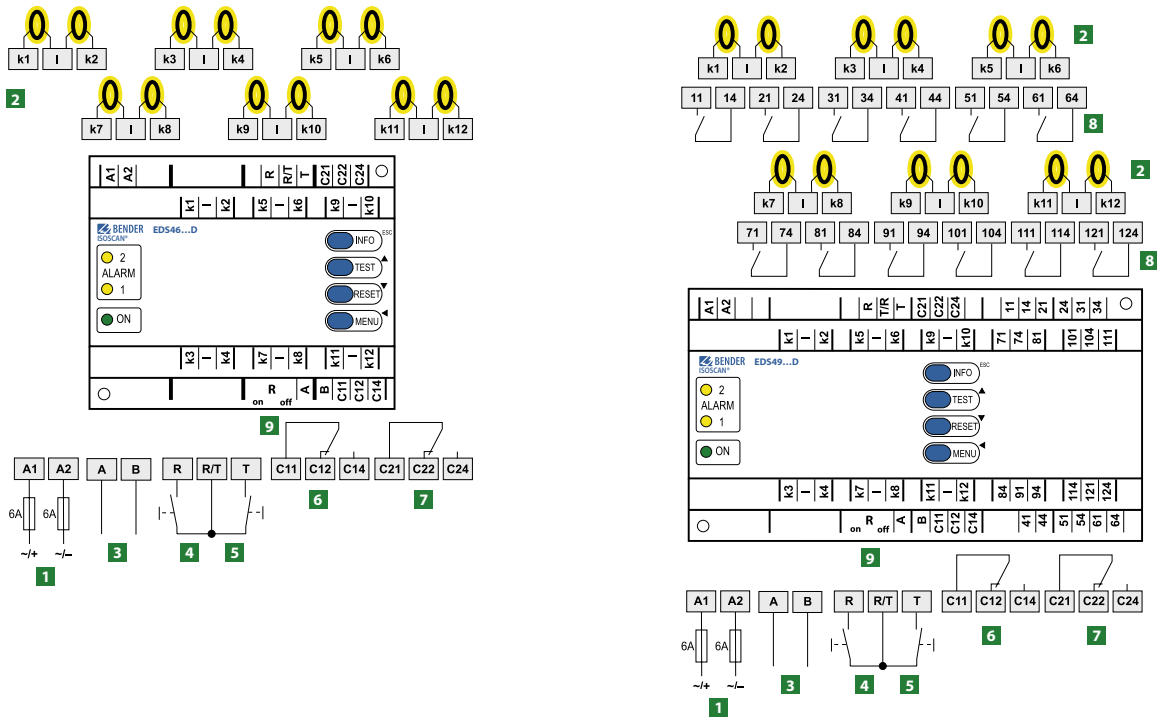 k1 I k2 k3 I k4 k5 I k6
2
k7 I k8 k9 I k10 k11 I k12
A1 A2 R R/T T C21 C22 C24
k1 I k2 k5 I k6 k9 I k10
BENDER EDS46...D
ISOSCAN®
INFO ESC
2
TEST
ALARM
1
RESET
ON
MENU
k3 I k4 k7 I k8 k11 I k12
on R off A B C11 C12 C14
9
A1 A2 A B R R/T T C11 C12 C14 C21 C22 C24
6 7
6A 6A
~/+ ~/–
3 4 5
1
k1 I k2 k3 I k4 k5 I k6
2
11 14 21 24 31 34 41 44 51 54 61 64
8
k7 I k8 k9 I k10 k11 I k12
2
71 74 81 84 91 94 101 104 111 114 121 124
8
A1 A2 R T/R T C21 C22 C24 11 14 21 24 31 34
k1 I k2 k5 I k6 k9 I k10 71 74 81 101 104 111
BENDER EDS49...D
ISOSCAN®
INFO ESC
2
TEST
ALARM
1
RESET
ON
MENU
k3 I k4 k7 I k8 k11 I k12 84 91 94 114 121 124
on R off A B C11 C12 C14 41 44 51 54 61 64
9
A1 A2 A B R R/T T C11 C12 C14 C21 C22 C24
6 7
6A 6A
~/+ ~/–
3 4 5
1